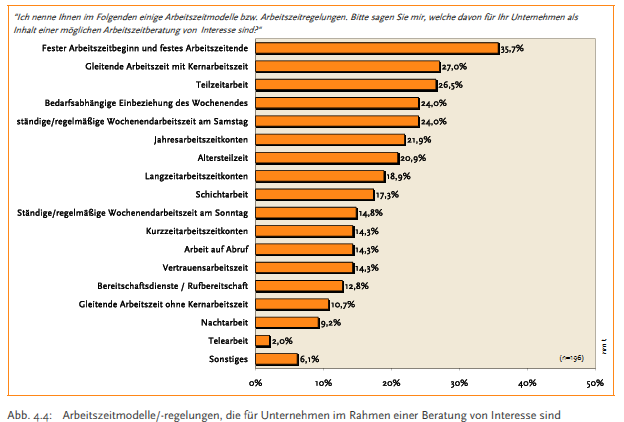 "Ich nenne Ihnen im Folgenden einige Arbeitszeitmodelle bzw. Arbeitszeitregelungen. Bitte sagen Sie mir, welche davon für Ihr Unternehmen als
Inhalt einer möglichen Arbeitszeitberatung von Interesse sind?"
Fester Arbeitszeitbeginn und festes Arbeitszeitende 35,7%
Gleitende Arbeitszeit mit Kernarbeitszeit 27,0%
Teilzeitarbeit 26,5%
Bedarfsabhängige Einbeziehung des Wochenendes 24,0%
ständige/regelmäßige Wochenendarbeitszeit am Samstag 24,0%
Jahresarbeitszeitkonten 21,9%
Altersteilzeit 20,9%
Langzeitarbeitszeitkonten 18,9%
Schichtarbeit 17,3%
Ständige/regelmäßige Wochenendarbeitszeit am Sonntag 14,8%
Kurzzeitarbeitszeitkonten 14,3%
Arbeit auf Abruf 14,3%
Vertrauensarbeitszeit 14,3%
Bereitschaftsdienste / Rufbereitschaft 12,8%
Gleitende Arbeitszeit ohne Kernarbeitszeit 10,7%
Nachtarbeit 9,2%
Telearbeit 2,0%
Sonstiges 6,1%
0% 10% 20% 30% 40% 50%
Abb. 4.4: Arbeitszeitmodelle/-regelungen, die für Unternehmen im Rahmen einer Beratung von Interesse sind